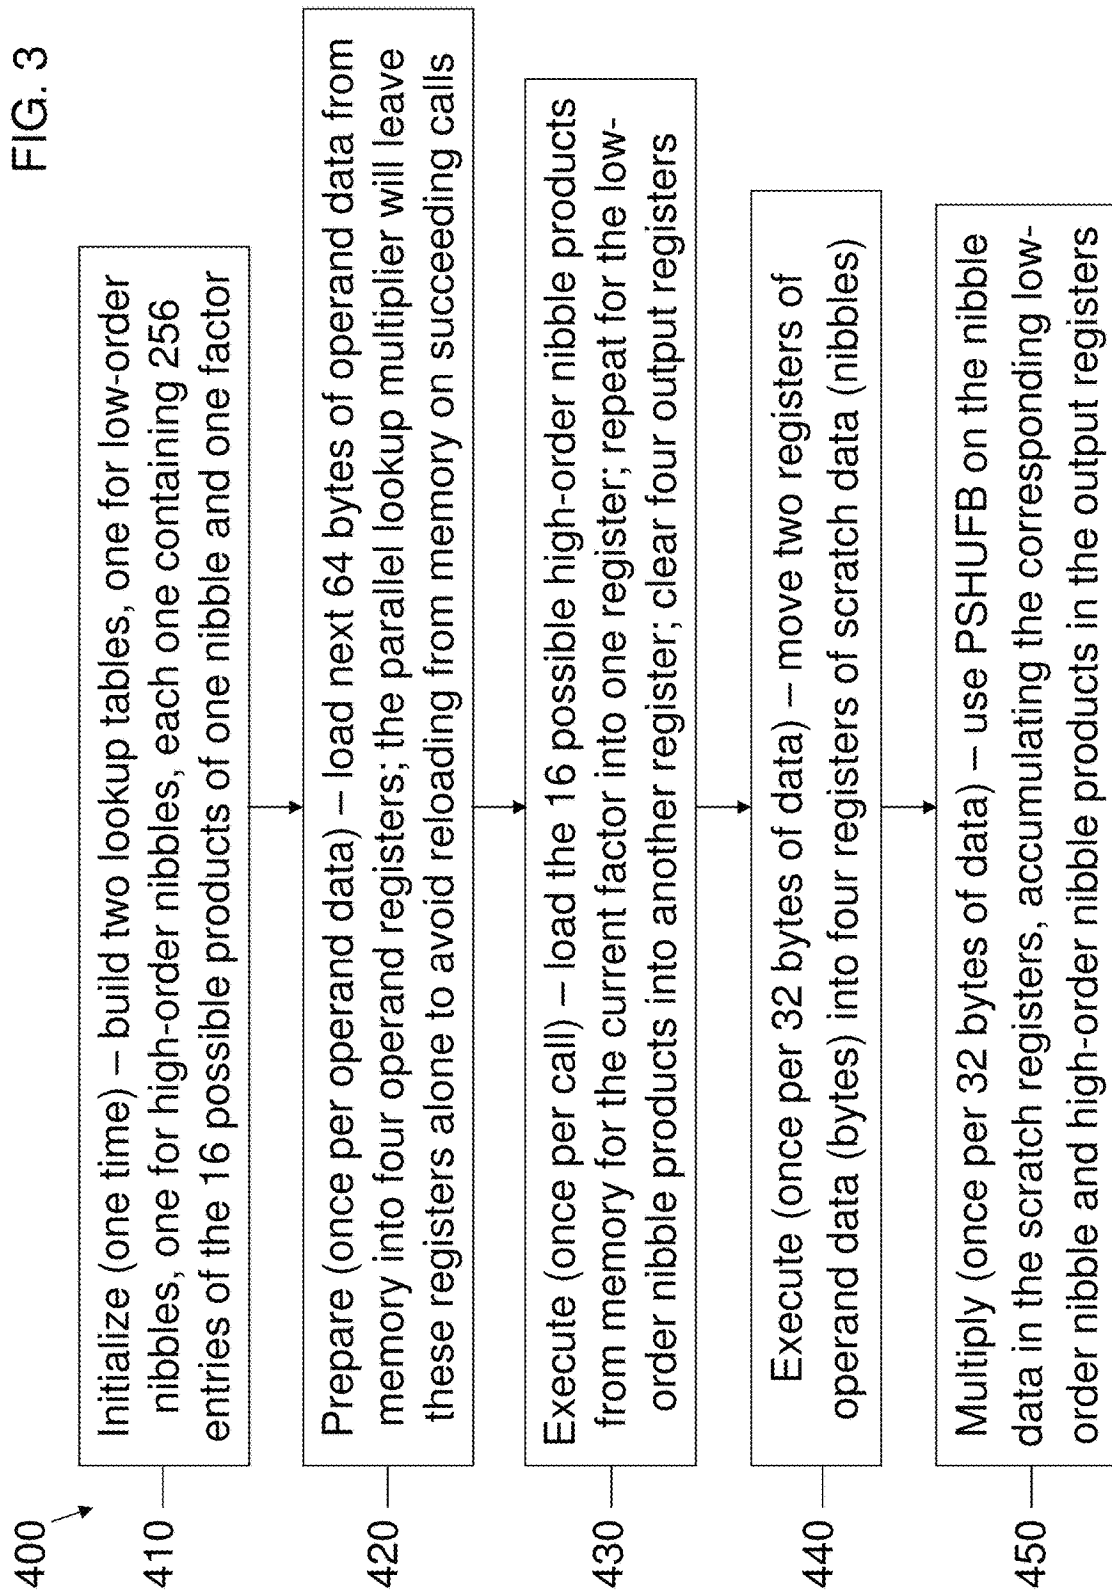 FIG. 3
400
410
Initialize (one time) – build two lookup tables, one for low-order
nibbles, one for high-order nibbles, each one containing 256
entries of the 16 possible products of one nibble and one factor
420
Prepare (once per operand data) – load next 64 bytes of operand data from
memory into four operand registers; the parallel lookup multiplier will leave
these registers alone to avoid reloading from memory on succeeding calls
430
Execute (once per call) – load the 16 possible high-order nibble products
from memory for the current factor into one register; repeat for the low-
order nibble products into another register; clear four output registers
440
Execute (once per 32 bytes of data) – move two registers of
operand data (bytes) into four registers of scratch data (nibbles)
450
Multiply (once per 32 bytes of data) – use PSHUFB on the nibble
data in the scratch registers, accumulating the corresponding low-
order nibble and high-order nibble products in the output registers